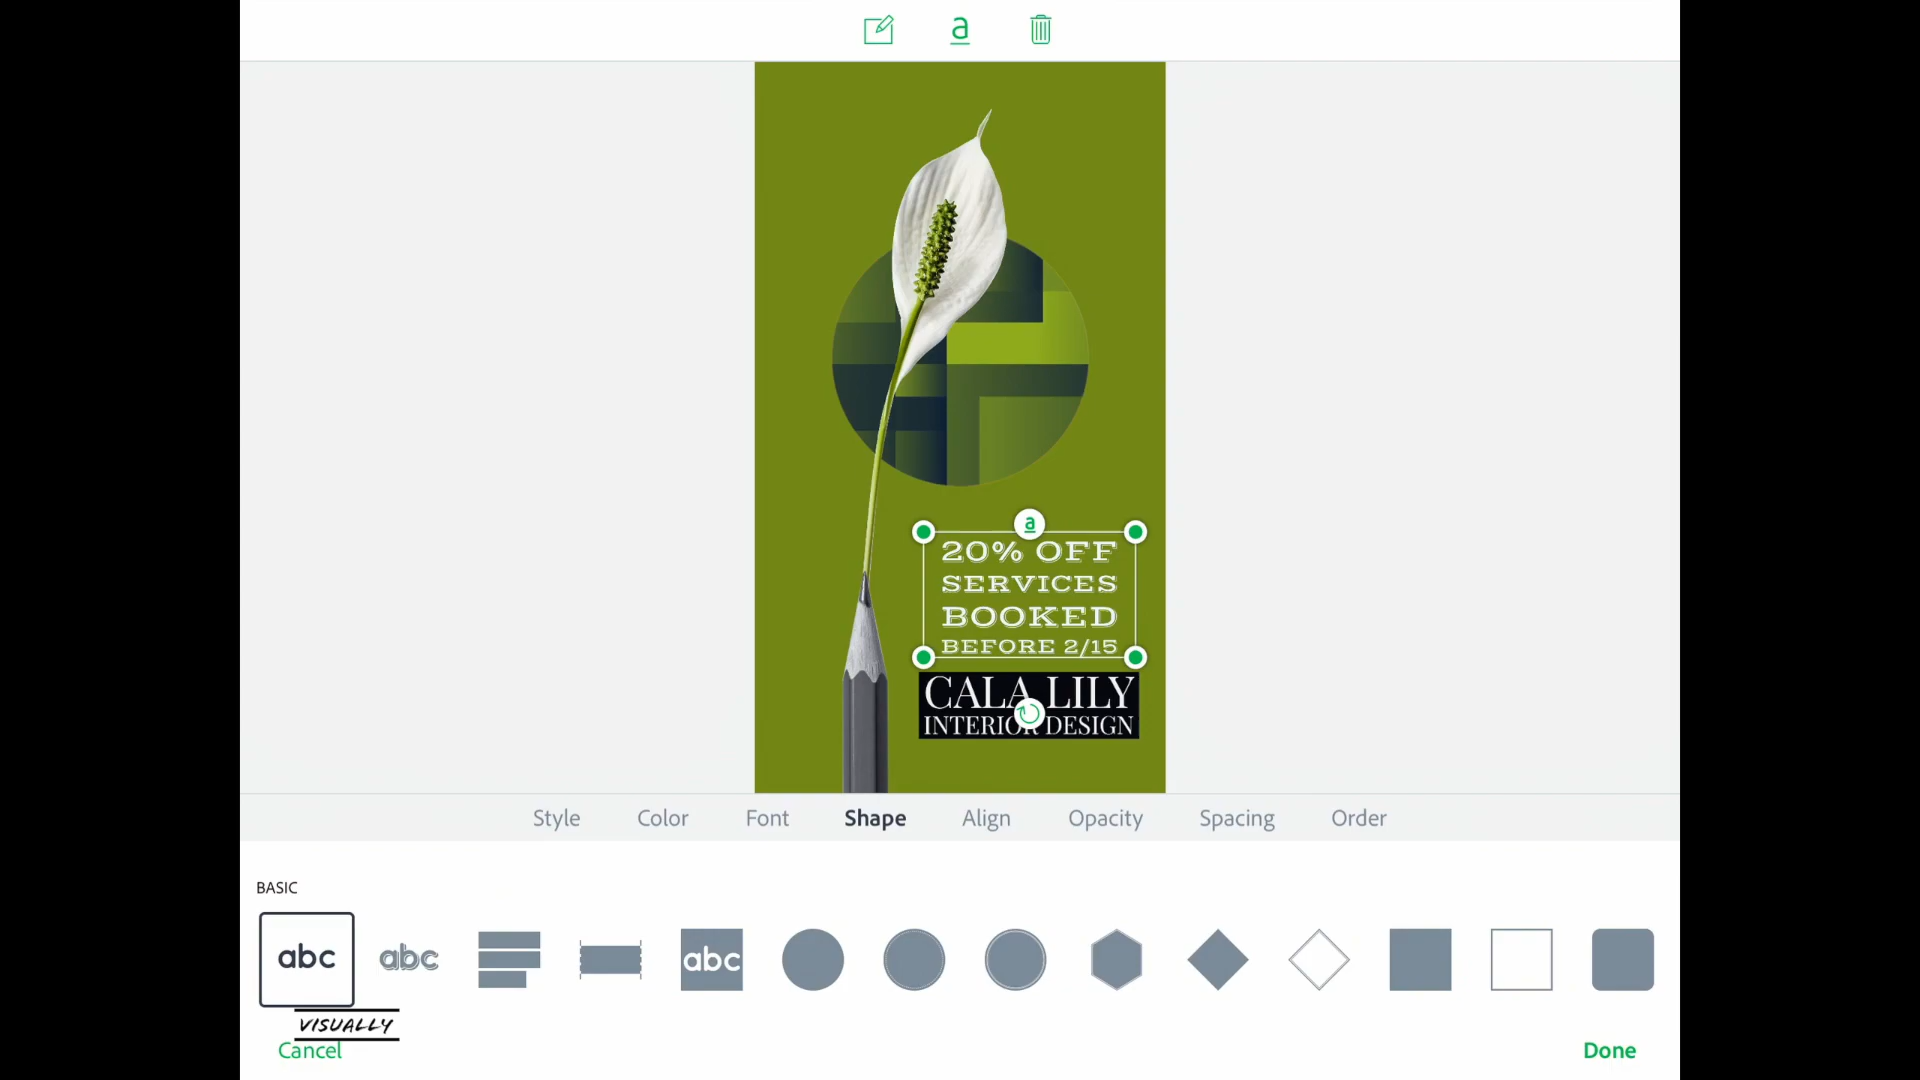 a
a
20% OFF
SERVICES
BOOKED
BEFORE 2/15
CALA LILY
INTERIOR DESIGN
Style Color Font Shape Align Opacity Spacing Order
BASIC
abc abc abc
VISUALLY
Cancel Done